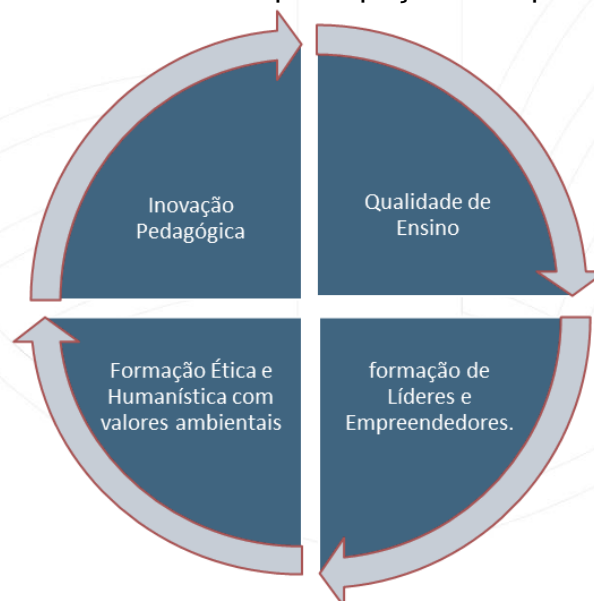 Inovação
Pedagógica
Qualidade de
Ensino
Formação Ética e
Humanística com
valores ambientais
formação de
Líderes e
Empreendedores.